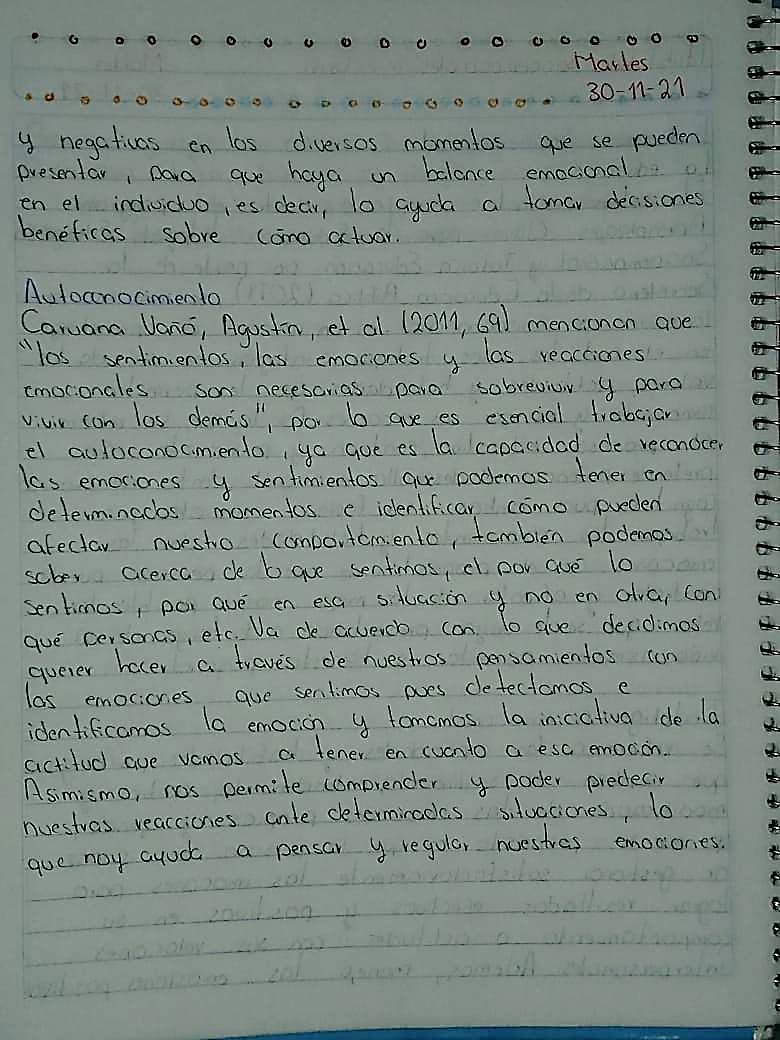 Martes
30-11-21
y negativos en los diversos momentos que se pueden
presentar, para que haya un balance emocional
en el individuo, es decir, lo ayuda a tomar decisiones
benéficas sobre cómo actuar.
Autoconocimiento
Caruana Vañó, Agustín, et al (2011, 69) mencionan que
"los sentimientos, las emociones y las reacciones
emocionales son necesarias para sobrevivir y para
vivir con los demás", por lo que es esencial trabajar
el autoconocimiento, ya que es la capacidad de reconocer
las emociones y sentimientos que podemos tener en
determinados momentos e identificar cómo pueden
afectar nuestro comportamiento, también podemos
saber acerca de lo que sentimos, el por qué lo
sentimos, por qué en esa situación y no en otra, con
qué personas, etc. Va de acuerdo con lo que decidimos
querer hacer a través de nuestros pensamientos con
las emociones que sentimos pues detectamos e
identificamos la emoción y tomamos la iniciativa de la
actitud que vamos a tener en cuanto a esa emoción.
Asimismo, nos permite comprender y poder predecir
nuestras reacciones ante determinadas situaciones, lo
que noy ayuda a pensar y regular nuestras emociones.